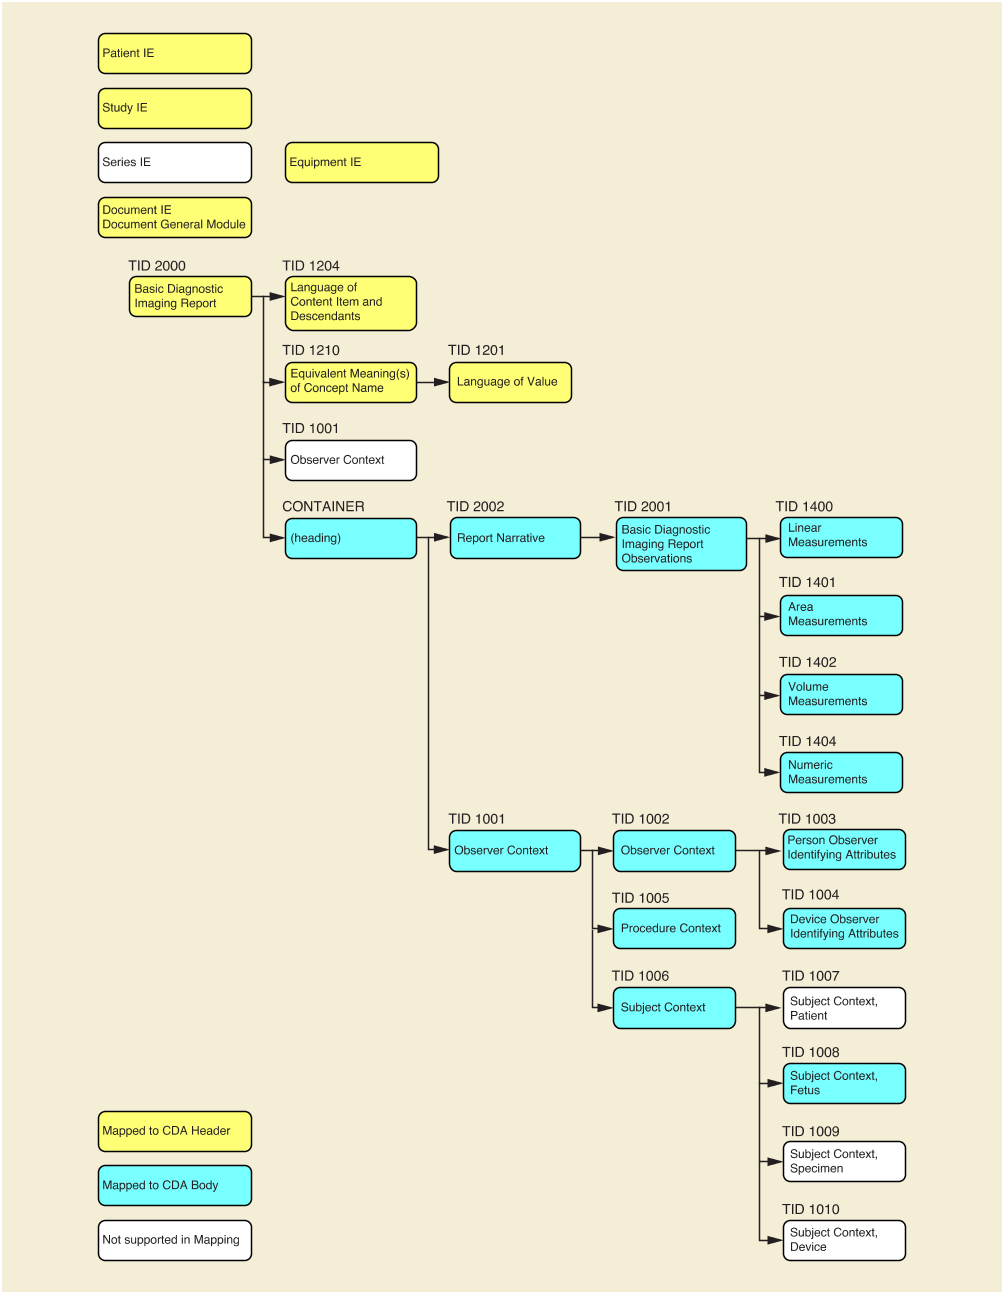 Patient IE
Study IE
Series IE
Equipment IE
Document IE
Document General Module
TID 2000
Basic Diagnostic
Imaging Report
TID 1204
Language of
Content Item and
Descendants
TID 1210
Equivalent Meaning(s)
of Concept Name
TID 1201
Language of Value
TID 1001
Observer Context
CONTAINER
(heading)
TID 2002
Report Narrative
TID 2001
Basic Diagnostic
Imaging Report
Observations
TID 1400
Linear
Measurements
TID 1401
Area
Measurements
TID 1402
Volume
Measurements
TID 1404
Numeric
Measurements
TID 1001
Observer Context
TID 1002
Observer Context
TID 1003
Person Observer
Identifying Attributes
TID 1004
Device Observer
Identifying Attributes
TID 1005
Procedure Context
TID 1006
Subject Context
TID 1007
Subject Context,
Patient
TID 1008
Subject Context,
Fetus
TID 1009
Subject Context,
Specimen
TID 1010
Subject Context,
Device
Mapped to CDA Header
Mapped to CDA Body
Not supported in Mapping